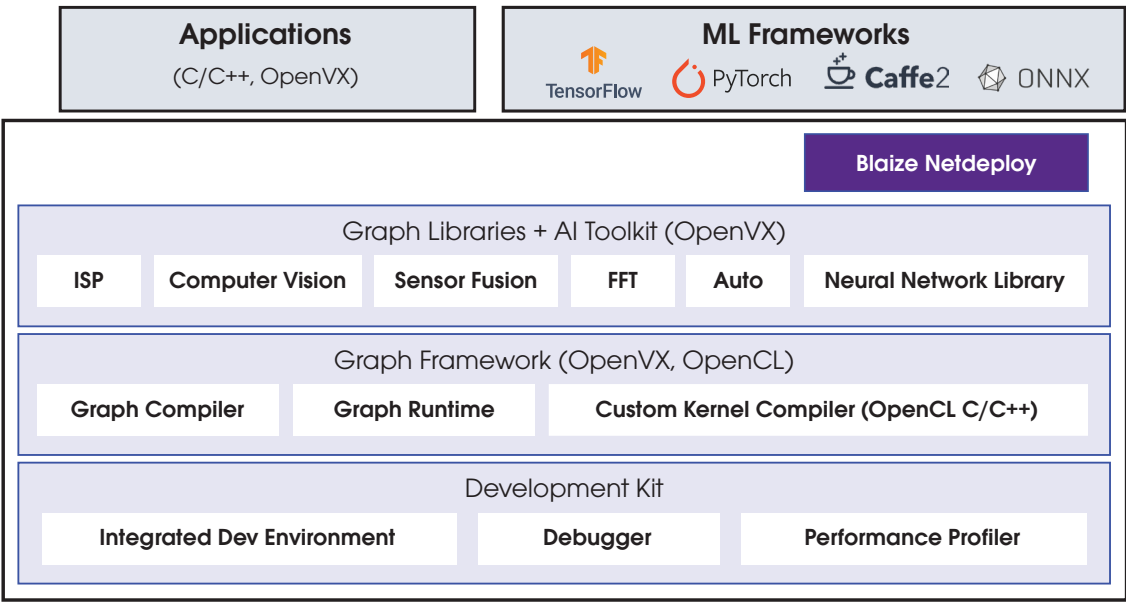 Applications
(C/C++, OpenVX)
ML Frameworks
TensorFlow
PyTorch
Caffe2
ONNX
Blaize Netdeploy
Graph Libraries + AI Toolkit (OpenVX)
ISP
Computer Vision
Sensor Fusion
FFT
Auto
Neural Network Library
Graph Framework (OpenVX, OpenCL)
Graph Compiler
Graph Runtime
Custom Kernel Compiler (OpenCL C/C++)
Development Kit
Integrated Dev Environment
Debugger
Performance Profiler